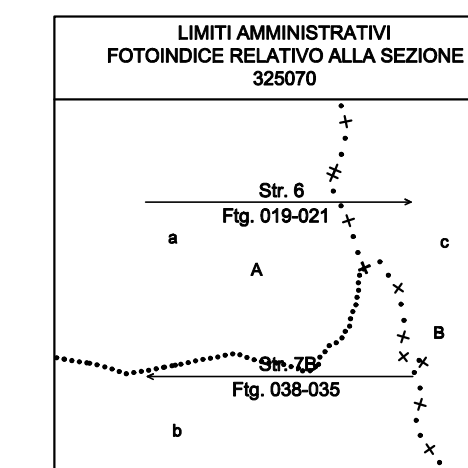 LIMITI AMMINISTRATIVI
FOTOINDICE RELATIVO ALLA SEZIONE
325070
Str. 6
Ftg. 019-021
a
c
A
B
Str. 7B
Ftg. 038-035
b